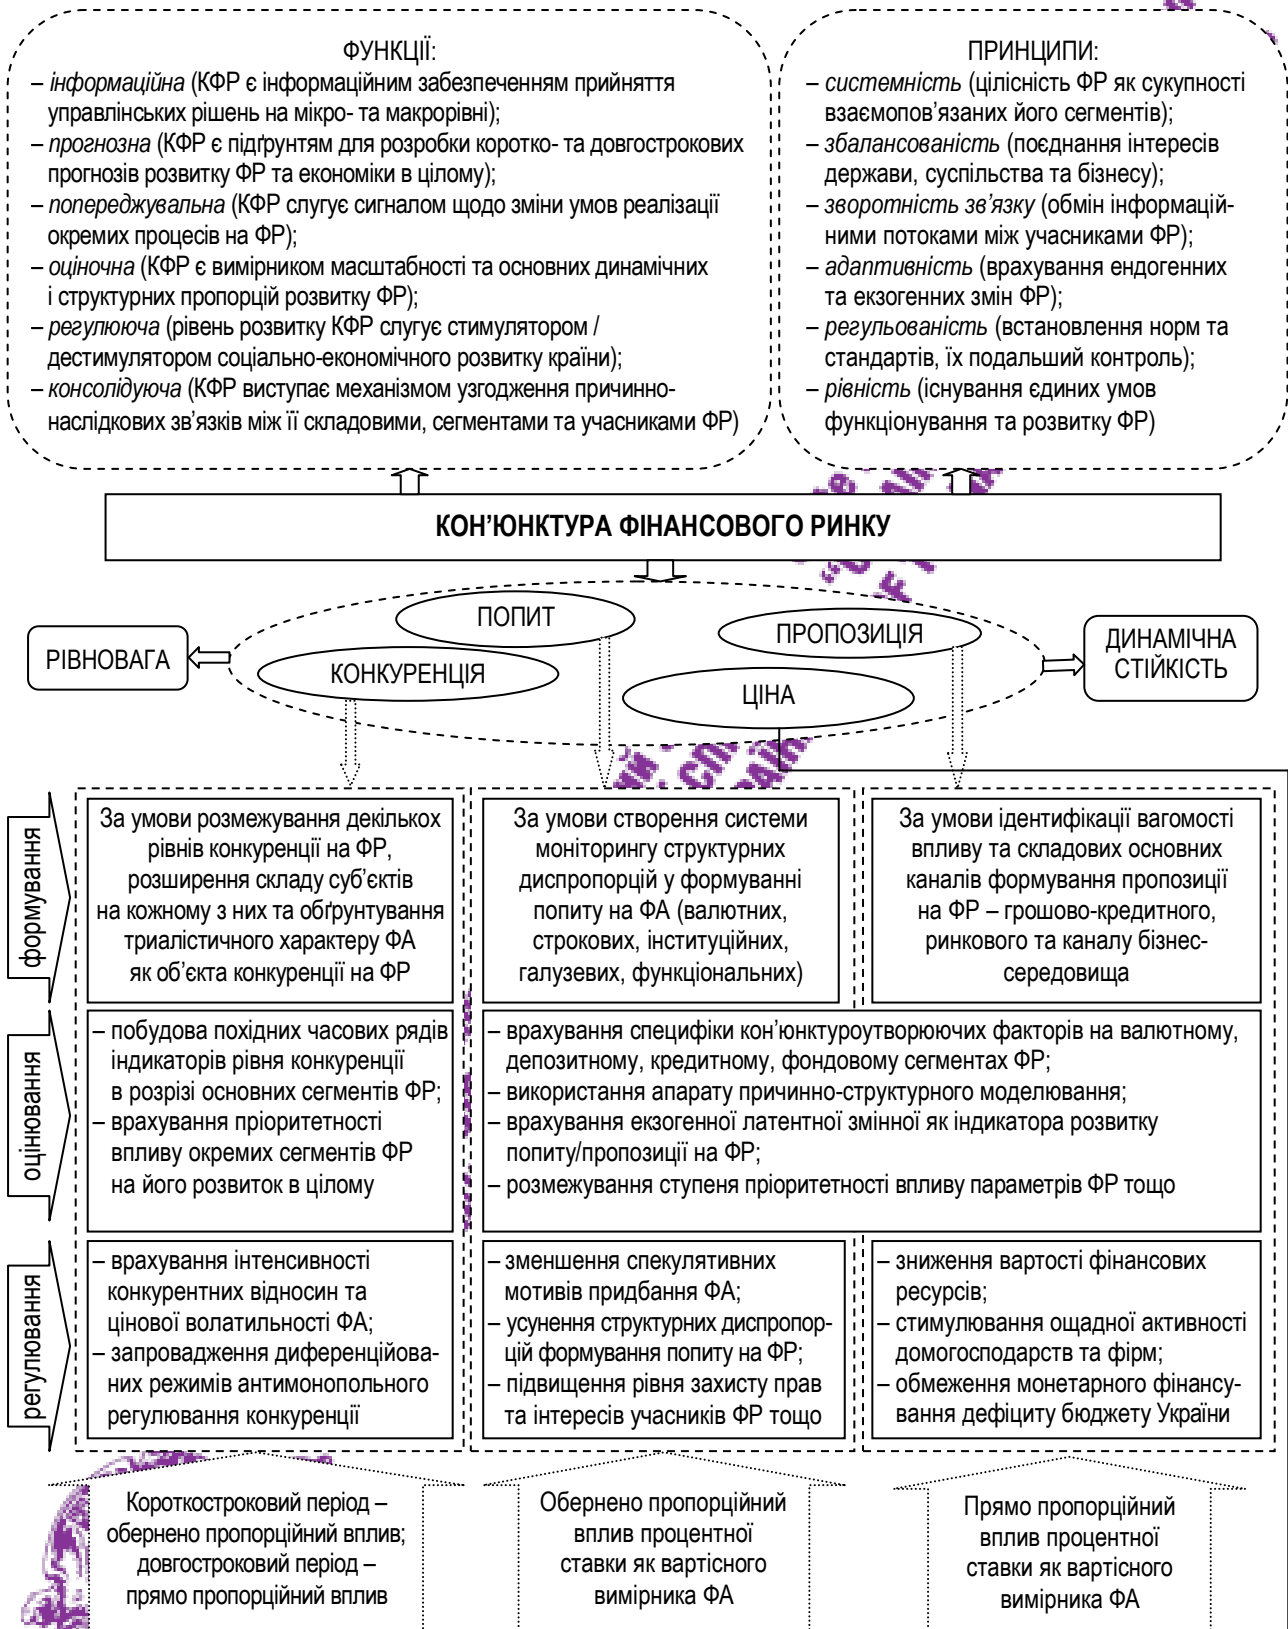 ФУНКЦІЇ:
– інформаційна (КФР є інформаційним забезпеченням прийняття
управлінських рішень на мікро- та макрорівні);
– прогнозна (КФР є підґрунтям для розробки коротко- та довгострокових
прогнозів розвитку ФР та економіки в цілому);
– попереджувальна (КФР слугує сигналом щодо зміни умов реалізації
окремих процесів на ФР);
– оціночна (КФР є вимірником масштабності та основних динамічних
і структурних пропорцій розвитку ФР);
– регулююча (рівень розвитку КФР слугує стимулятором /
дестимулятором соціально-економічного розвитку країни);
– консолідуюча (КФР виступає механізмом узгодження причинно-
наслідкових зв’язків між її складовими, сегментами та учасниками ФР)
ПРИНЦИПИ:
– системність (цілісність ФР як сукупності
взаємопов’язаних його сегментів);
– збалансованість (поєднання інтересів
держави, суспільства та бізнесу);
– зворотність зв’язку (обмін інформацій-
ними потоками між учасниками ФР);
– адаптивність (врахування ендогенних
та екзогенних змін ФР);
– регульованість (встановлення норм та
стандартів, їх подальший контроль);
– рівність (існування єдиних умов
функціонування та розвитку ФР)
КОН’ЮНКТУРА ФІНАНСОВОГО РИНКУ
ПОПИТ
ПРОПОЗИЦІЯ
РІВНОВАГА
КОНКУРЕНЦІЯ
ЦІНА
ДИНАМІЧНА
СТІЙКІСТЬ
формування
За умови розмежування декількох
рівнів конкуренції на ФР,
розширення складу суб’єктів
на кожному з них та обґрунтування
триалістичного характеру ФА
як об’єкта конкуренції на ФР
За умови створення системи
моніторингу структурних
диспропорцій у формуванні
попиту на ФА (валютних,
строкових, інституційних,
галузевих, функціональних)
За умови ідентифікації вагомості
впливу та складових основних
каналів формування пропозиції
на ФР – грошово-кредитного,
ринкового та каналу бізнес-
середовища
оцінювання
– побудова похідних часових рядів
індикаторів рівня конкуренції
в розрізі основних сегментів ФР;
– врахування пріоритетності
впливу окремих сегментів ФР
на його розвиток в цілому
– врахування специфіки кон’юнктуроутворюючих факторів на валютному,
депозитному, кредитному, фондовому сегментах ФР;
– використання апарату причинно-структурного моделювання;
– врахування екзогенної латентної змінної як індикатора розвитку
попиту/пропозиції на ФР;
– розмежування ступеня пріоритетності впливу параметрів ФР тощо
регулювання
– врахування інтенсивності
конкурентних відносин та
цінової волатильності ФА;
– запровадження диференційова-
них режимів антимонопольного
регулювання конкуренції
– зменшення спекулятивних
мотивів придбання ФА;
– усунення структурних диспропор-
цій формування попиту на ФР;
– підвищення рівня захисту прав
та інтересів учасників ФР тощо
– зниження вартості фінансових
ресурсів;
– стимулювання ощадної активності
домогосподарств та фірм;
– обмеження монетарного фінансу-
вання дефіциту бюджету України
Короткостроковий період –
обернено пропорційний вплив;
довгостроковий період –
прямо пропорційний вплив
Обернено пропорційний
вплив процентної
ставки як вартісного
вимірника ФА
Прямо пропорційний
вплив процентної
ставки як вартісного
вимірника ФА